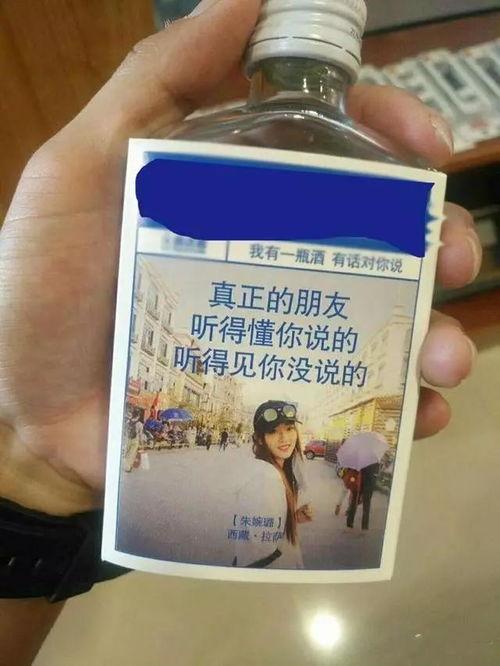 我有一瓶酒 有话对你说
真正的朋友
听得懂你说的
听得见你没说的
【朱婉璐】
西藏·拉萨